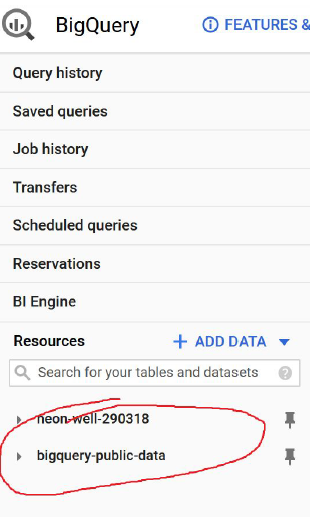 BigQuery
FEATURES &
Query history
Saved queries
Job history
Transfers
Scheduled queries
Reservations
BI Engine
Resources
+ ADD DATA
Search for your tables and datasets
neon-well-290318
bigquery-public-data